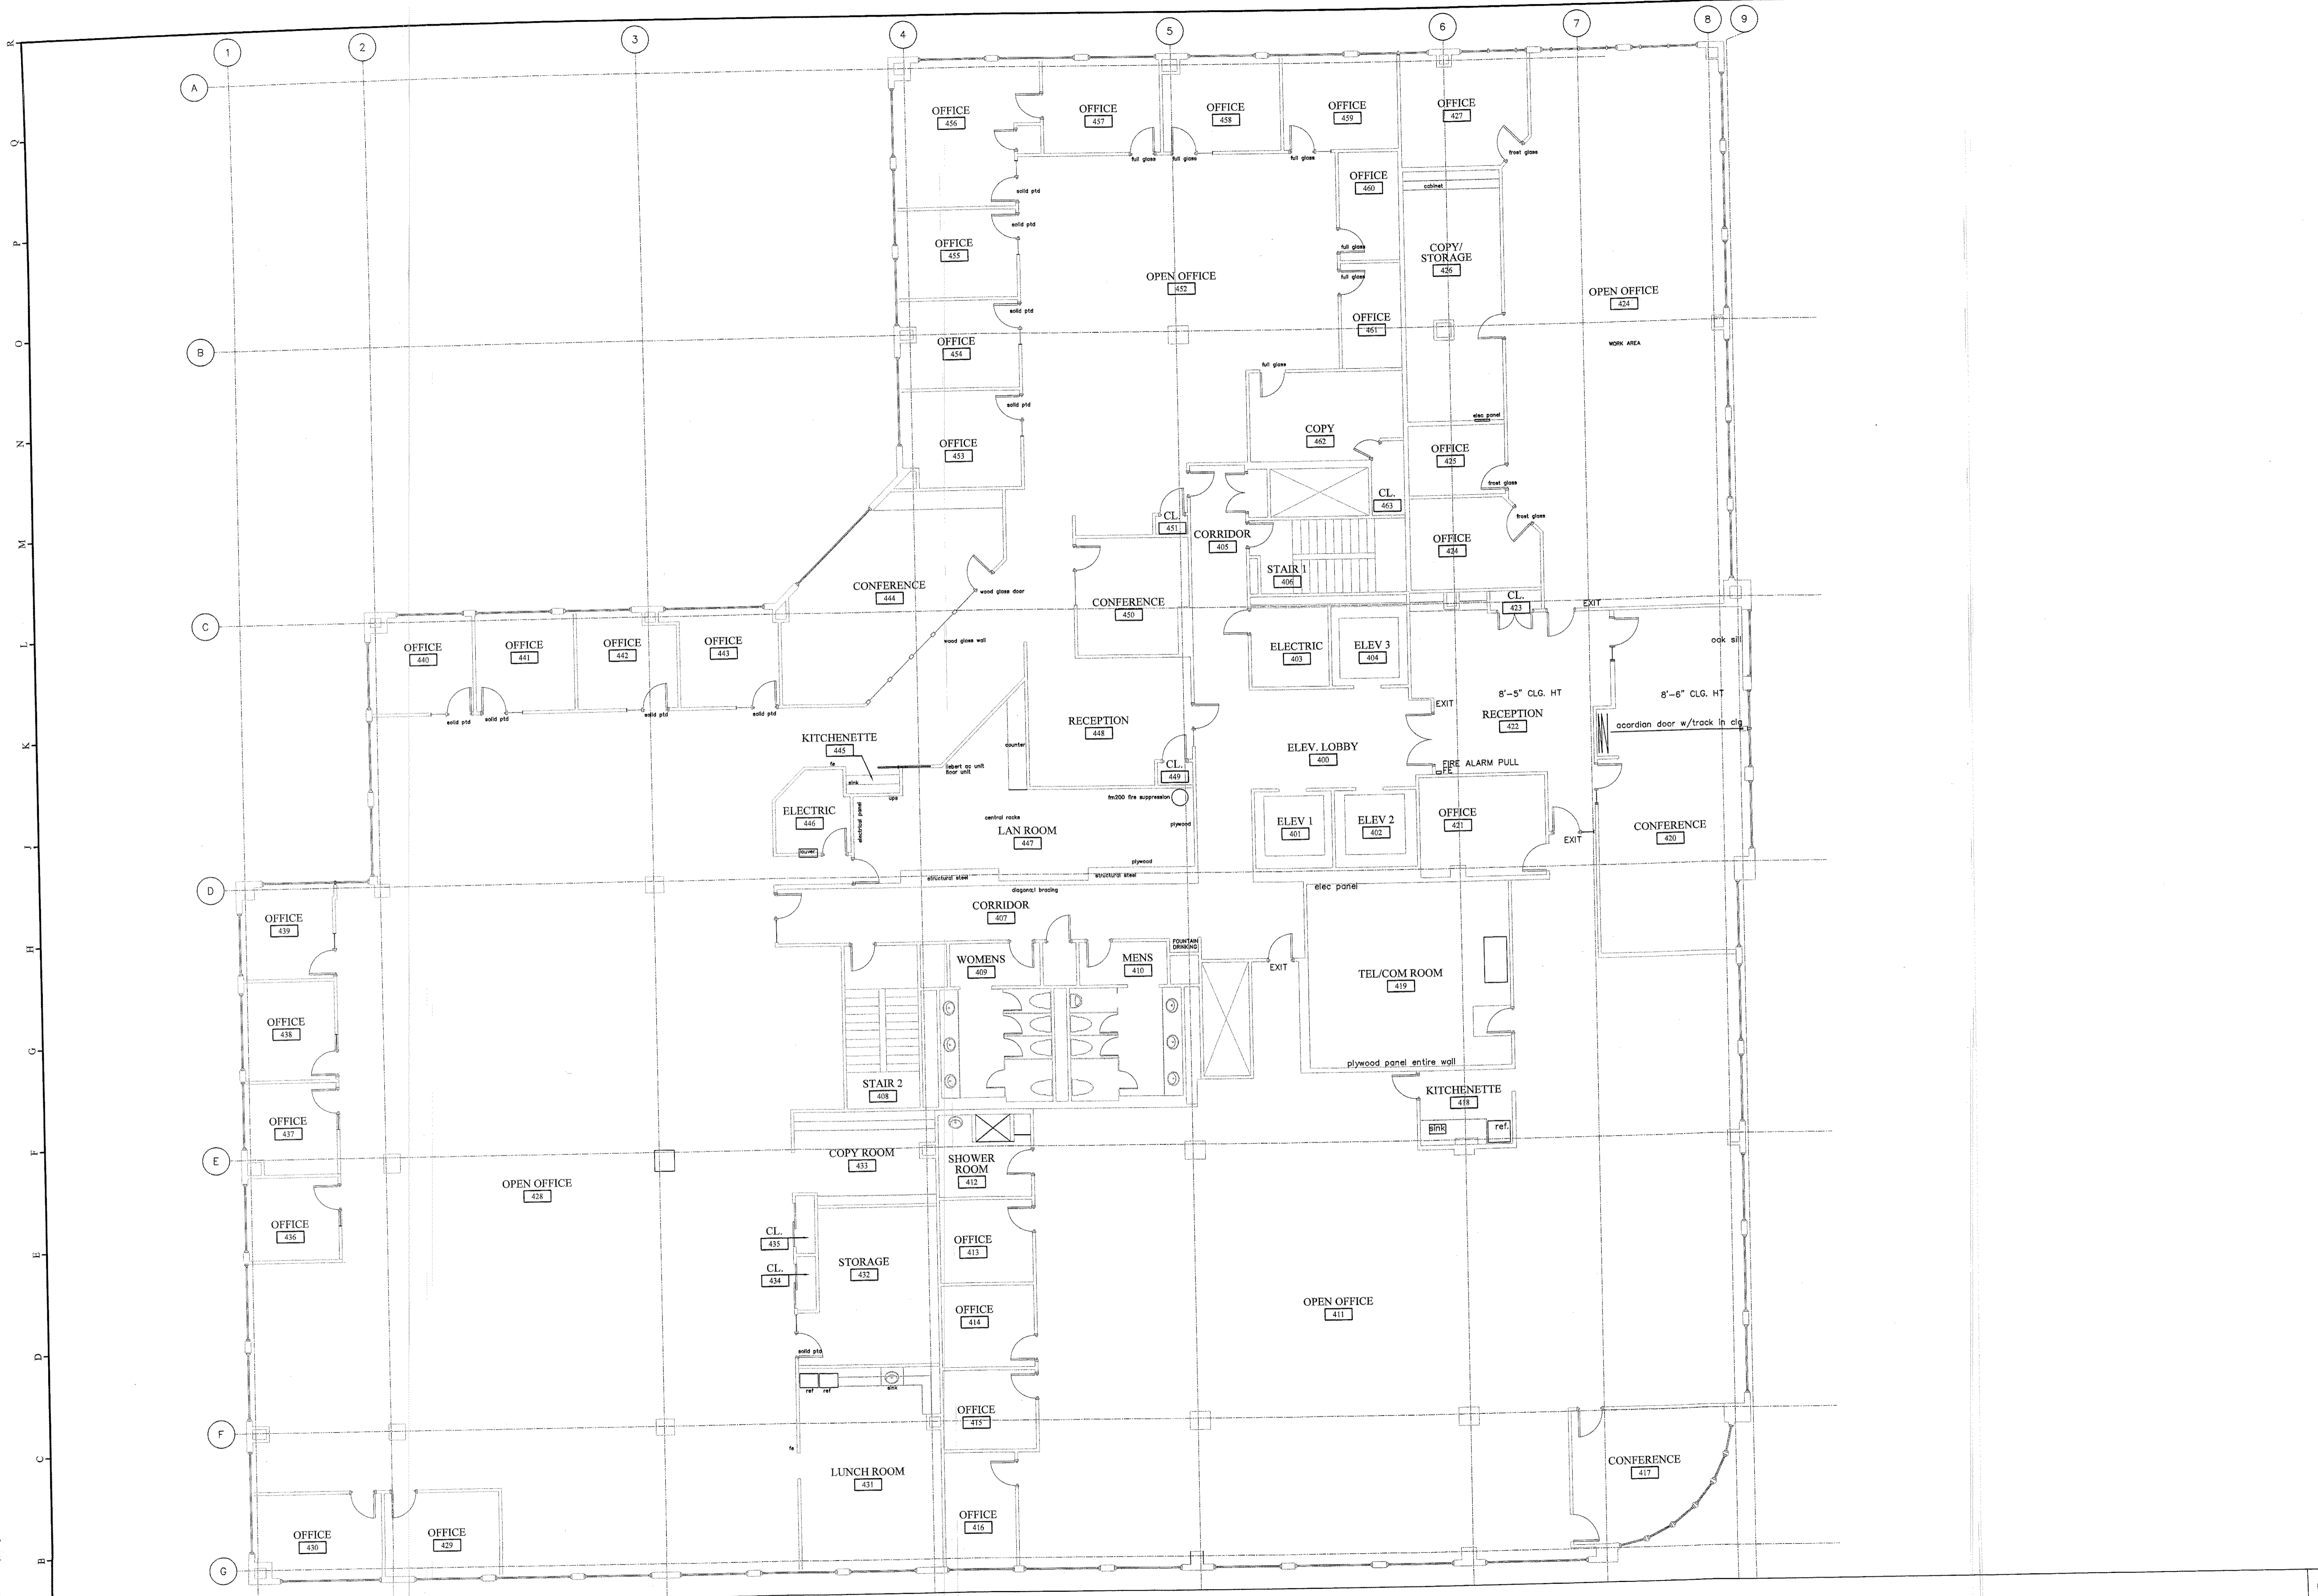 1
2
3
4
5
6
7
8
9
R
Q
P
O
N
M
L
K
J
H
G
F
E
D
C
B
A
B
C
D
E
F
G
OFFICE
456
OFFICE
457
OFFICE
458
OFFICE
459
OFFICE
427
full glass
full glass
full glass
frost glass
solid ptd
solid ptd
OFFICE
460
cabinet
OFFICE
455
full glass
full glass
COPY/
STORAGE
426
OPEN OFFICE
452
OPEN OFFICE
424
solid ptd
OFFICE
461
OFFICE
454
WORK AREA
full glass
solid ptd
elec panel
COPY
462
OFFICE
453
OFFICE
425
frost glass
CL.
463
CL.
451
frost glass
CORRIDOR
405
OFFICE
424
STAIR 1
406
CONFERENCE
444
wood glass door
CONFERENCE
450
CL.
423
EXIT
wood glass wall
oak sill
OFFICE
440
OFFICE
441
OFFICE
442
OFFICE
443
ELECTRIC
403
ELEV 3
404
8'-5" CLG. HT
8'-6" CLG. HT
EXIT
solid ptd
solid ptd
solid ptd
solid ptd
RECEPTION
448
RECEPTION
422
acordian door w/track in clg
KITCHENETTE
445
counter
ELEV. LOBBY
400
fe
liebert ac unit
floor unit
CL.
449
FIRE ALARM PULL
FE
sink
ups
fm200 fire suppression
ELECTRIC
446
electrical panel
central racks
LAN ROOM
447
plywood
ELEV 1
401
ELEV 2
402
OFFICE
421
EXIT
CONFERENCE
420
louver
plywood
structural steel
structural steel
diagonal bracing
elec panel
OFFICE
439
CORRIDOR
407
FOUNTAIN
DRINKING
WOMENS
409
MENS
410
EXIT
TEL/COM ROOM
419
OFFICE
438
plywood panel entire wall
STAIR 2
408
KITCHENETTE
418
OFFICE
437
sink
ref.
COPY ROOM
433
SHOWER
ROOM
412
OPEN OFFICE
428
OFFICE
436
CL.
435
OFFICE
413
STORAGE
432
CL.
434
OPEN OFFICE
411
OFFICE
414
solid ptd
ref
ref
sink
OFFICE
415
fe
LUNCH ROOM
431
CONFERENCE
417
OFFICE
416
OFFICE
430
OFFICE
429